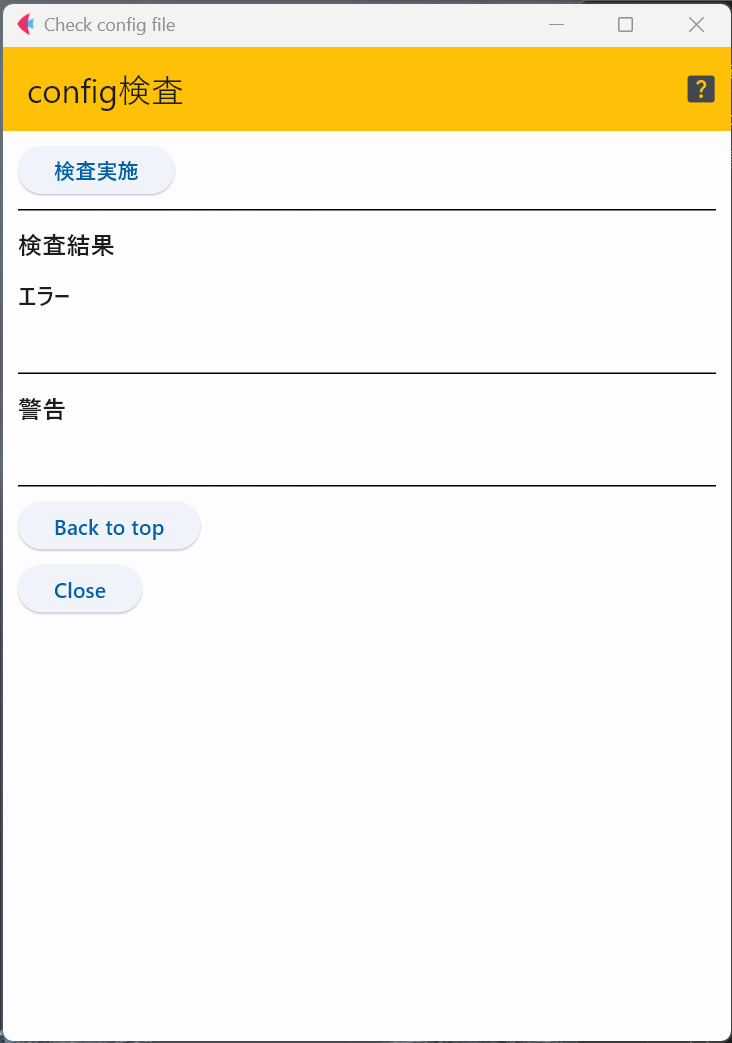 Check config file
config検査
?
検査実施
検査結果
エラー
警告
Back to top
Close